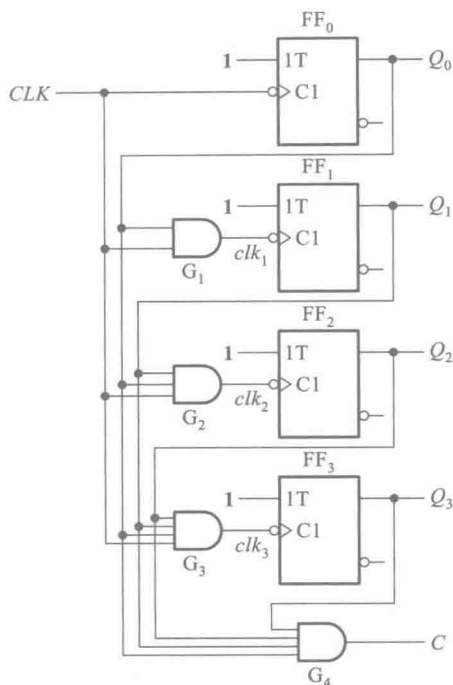 FF₀
1 1T Q₀
CLK C1
FF₁
1 1T Q₁
C1
G₁ clk₁
FF₂
1 1T Q₂
C1
G₂ clk₂
FF₃
1 1T Q₃
C1
G₃ clk₃
C
G₄